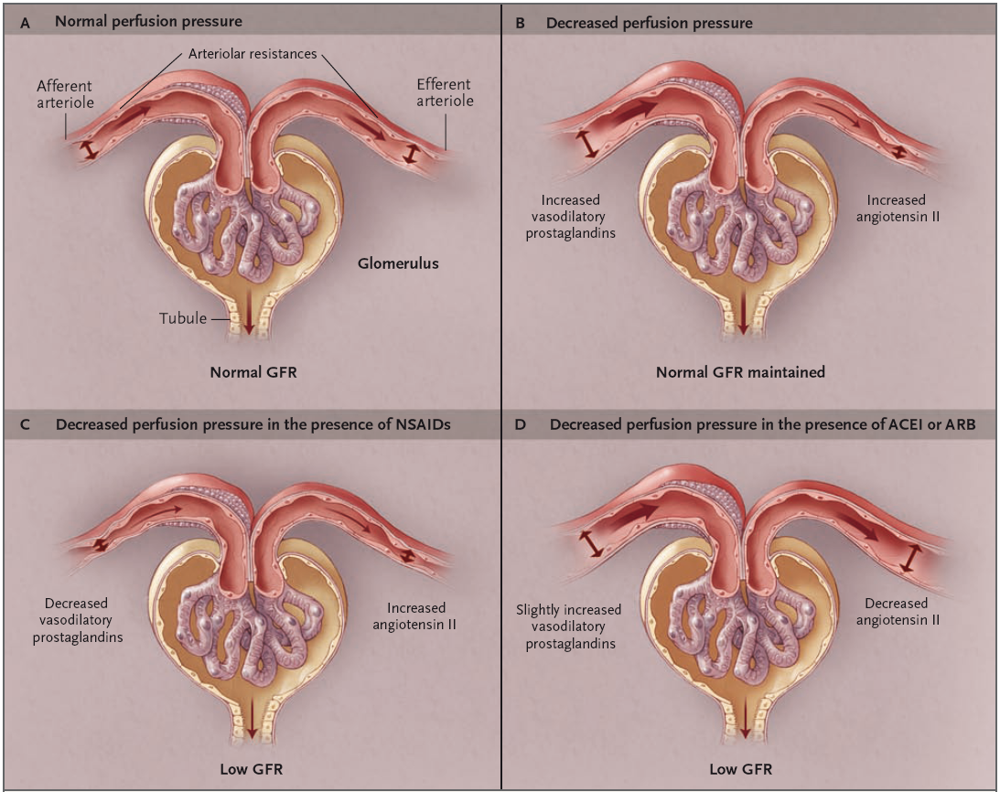 A Normal perfusion pressure
Arteriolar resistances
Afferent
arteriole
Efferent
arteriole
Glomerulus
Tubule
Normal GFR
B Decreased perfusion pressure
Increased
vasodilatory
prostaglandins
Increased
angiotensin II
Normal GFR maintained
C Decreased perfusion pressure in the presence of NSAIDs
Decreased
vasodilatory
prostaglandins
Increased
angiotensin II
Low GFR
D Decreased perfusion pressure in the presence of ACEI or ARB
Slightly increased
vasodilatory
prostaglandins
Decreased
angiotensin II
Low GFR